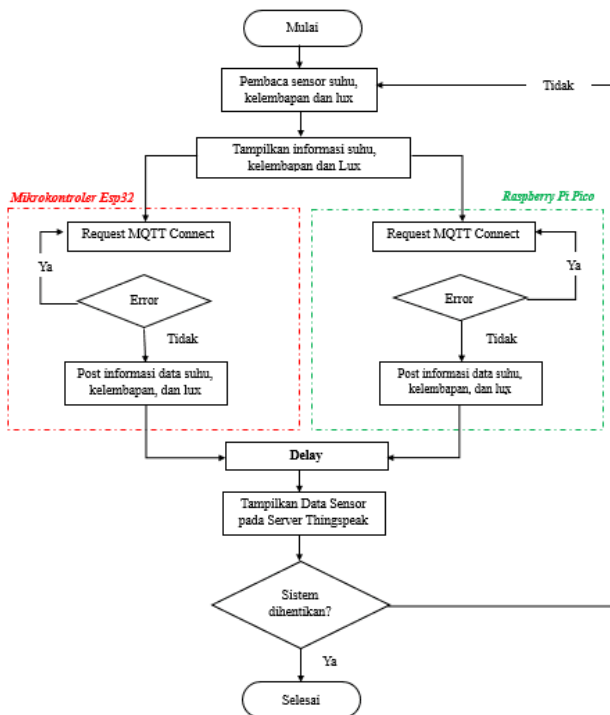 Mulai
Pembaca sensor suhu,
kelembapan dan lux
Tidak
Tampilkan informasi suhu,
kelembapan dan Lux
Mikrokontroler Esp32
Request MQTT Connect
Ya
Error
Tidak
Post informasi data suhu,
kelembapan, dan lux
Raspberry Pi Pico
Request MQTT Connect
Ya
Error
Tidak
Post informasi data suhu,
kelembapan, dan lux
Delay
Tampilkan Data Sensor
pada Server Thingspeak
Sistem
dihentikan?
Ya
Selesai